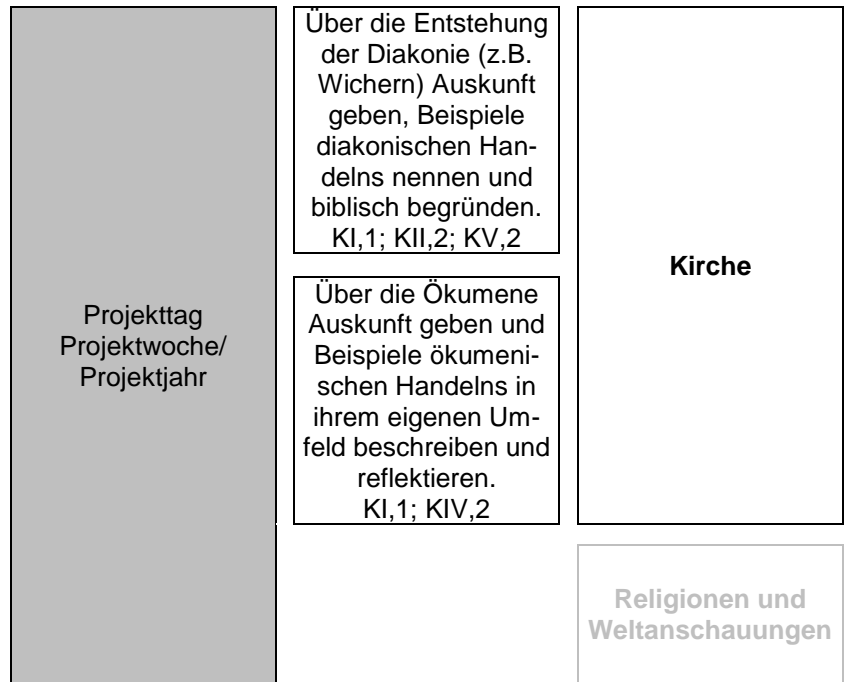 Projekttag
Projektwoche/
Projektjahr
Über die Entstehung
der Diakonie (z.B.
Wichern) Auskunft
geben, Beispiele
diakonischen Han-
delns nennen und
biblisch begründen.
KI,1; KII,2; KV,2
Über die Ökumene
Auskunft geben und
Beispiele ökumeni-
schen Handelns in
ihrem eigenen Um-
feld beschreiben und
reflektieren.
KI,1; KIV,2
Kirche
Religionen und
Weltanschauungen